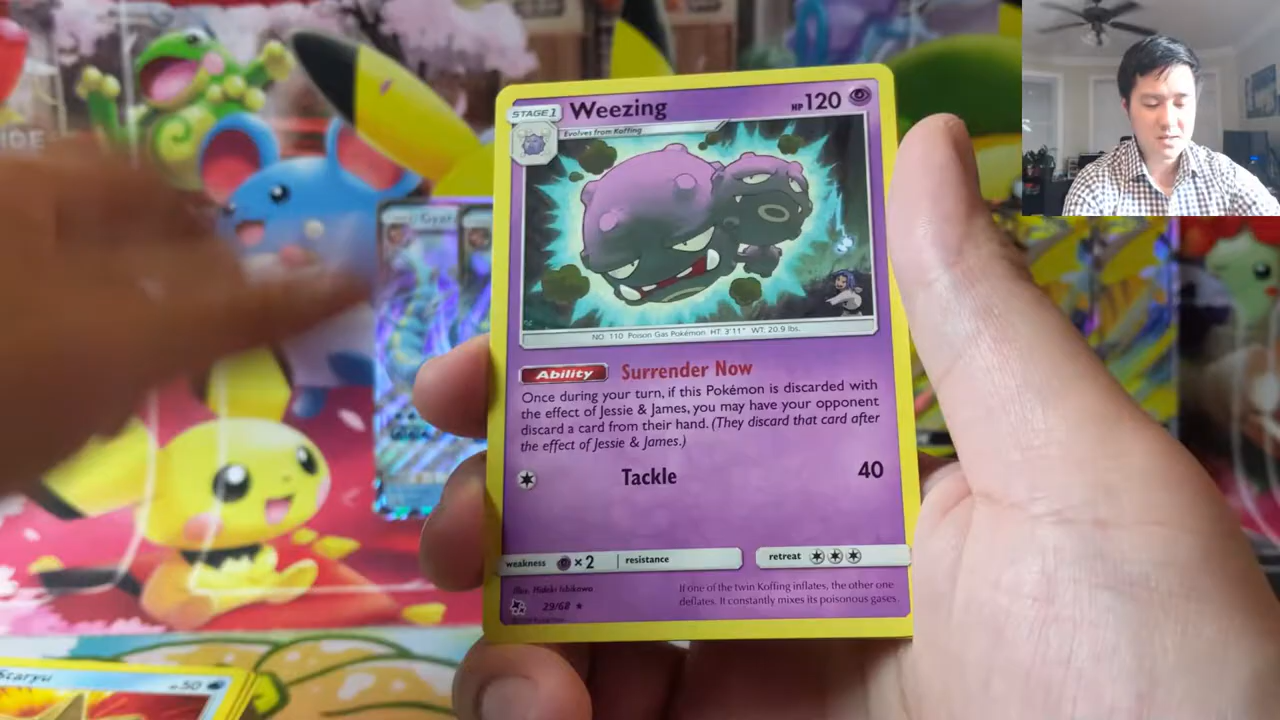 IDE
STAGE 1
Weezing
HP 120
Evolves from Koffing
NO. 110 Poison Gas Pokémon HT: 3'11" WT: 20.9 lbs.
Ability Surrender Now
Once during your turn, if this Pokémon is discarded with
the effect of Jessie & James, you may have your opponent
discard a card from their hand. (They discard that card after
the effect of Jessie & James.)
Tackle 40
weakness ×2 resistance
retreat
Illus. Hideki Ishikawa
29/68
If one of the twin Koffing inflates, the other one
deflates. It constantly mixes its poisonous gases.
Staryu HP 50